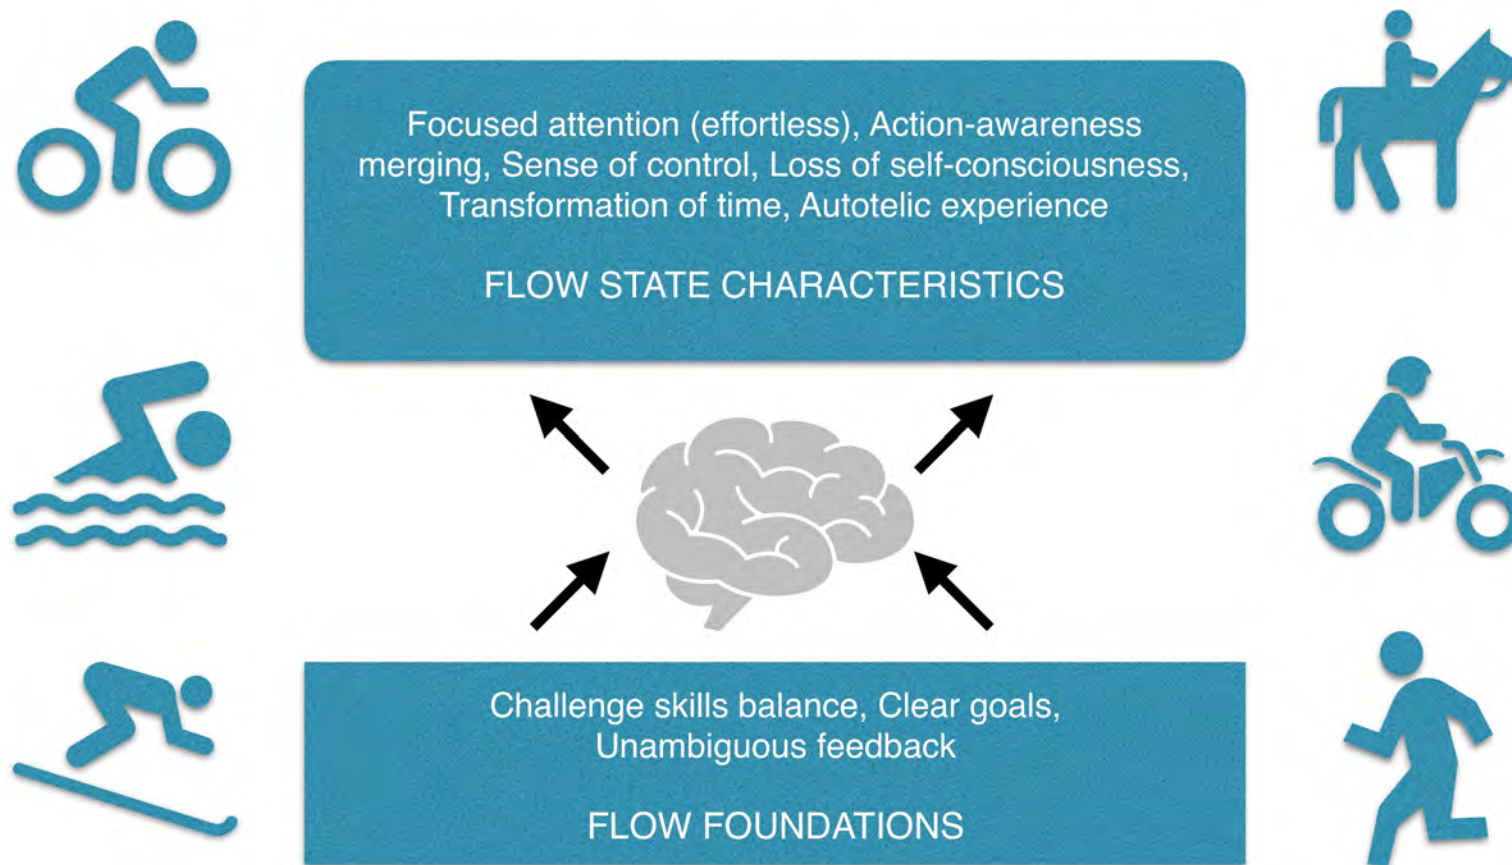 Focused attention (effortless), Action-awareness
merging, Sense of control, Loss of self-consciousness,
Transformation of time, Autotelic experience
FLOW STATE CHARACTERISTICS
Challenge skills balance, Clear goals,
Unambiguous feedback
FLOW FOUNDATIONS